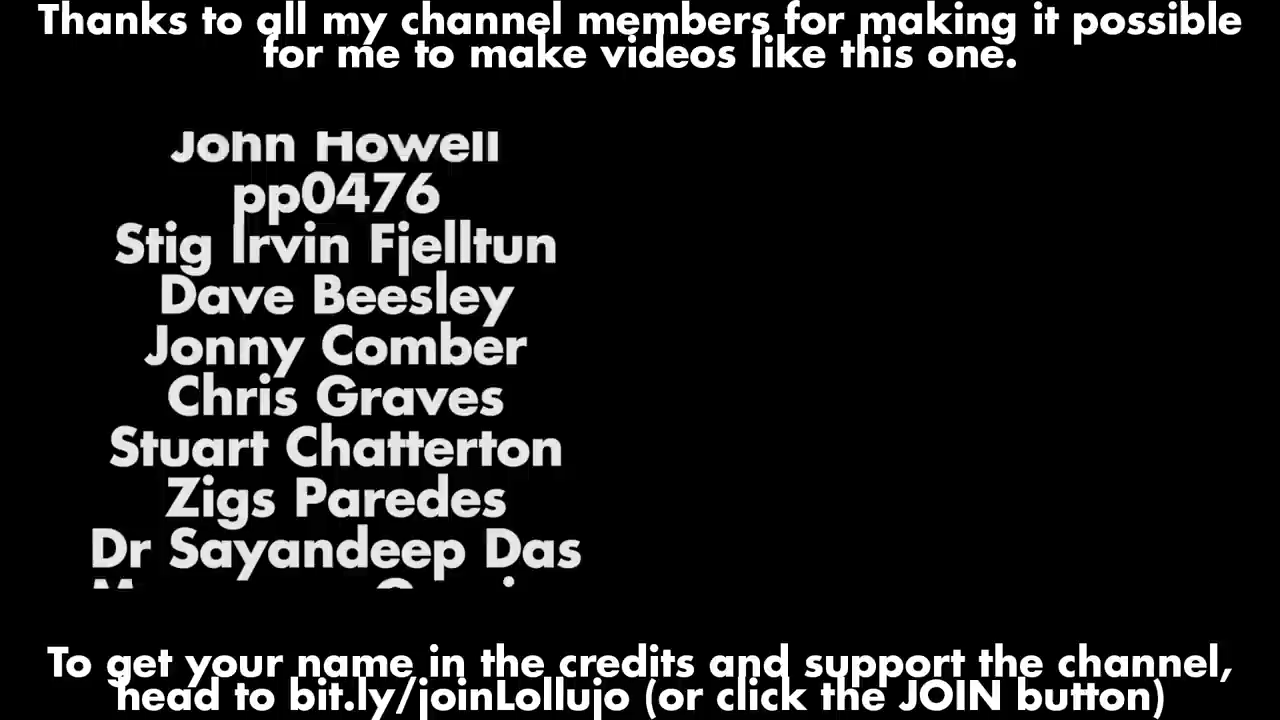 Thanks to all my channel members for making it possible
for me to make videos like this one.
John Howell
pp0476
Stig Irvin Fjelltun
Dave Beesley
Jonny Comber
Chris Graves
Stuart Chatterton
Zigs Paredes
Dr Sayandeep Das
To get your name in the credits and support the channel,
head to bit.ly/joinLollujo (or click the JOIN button)